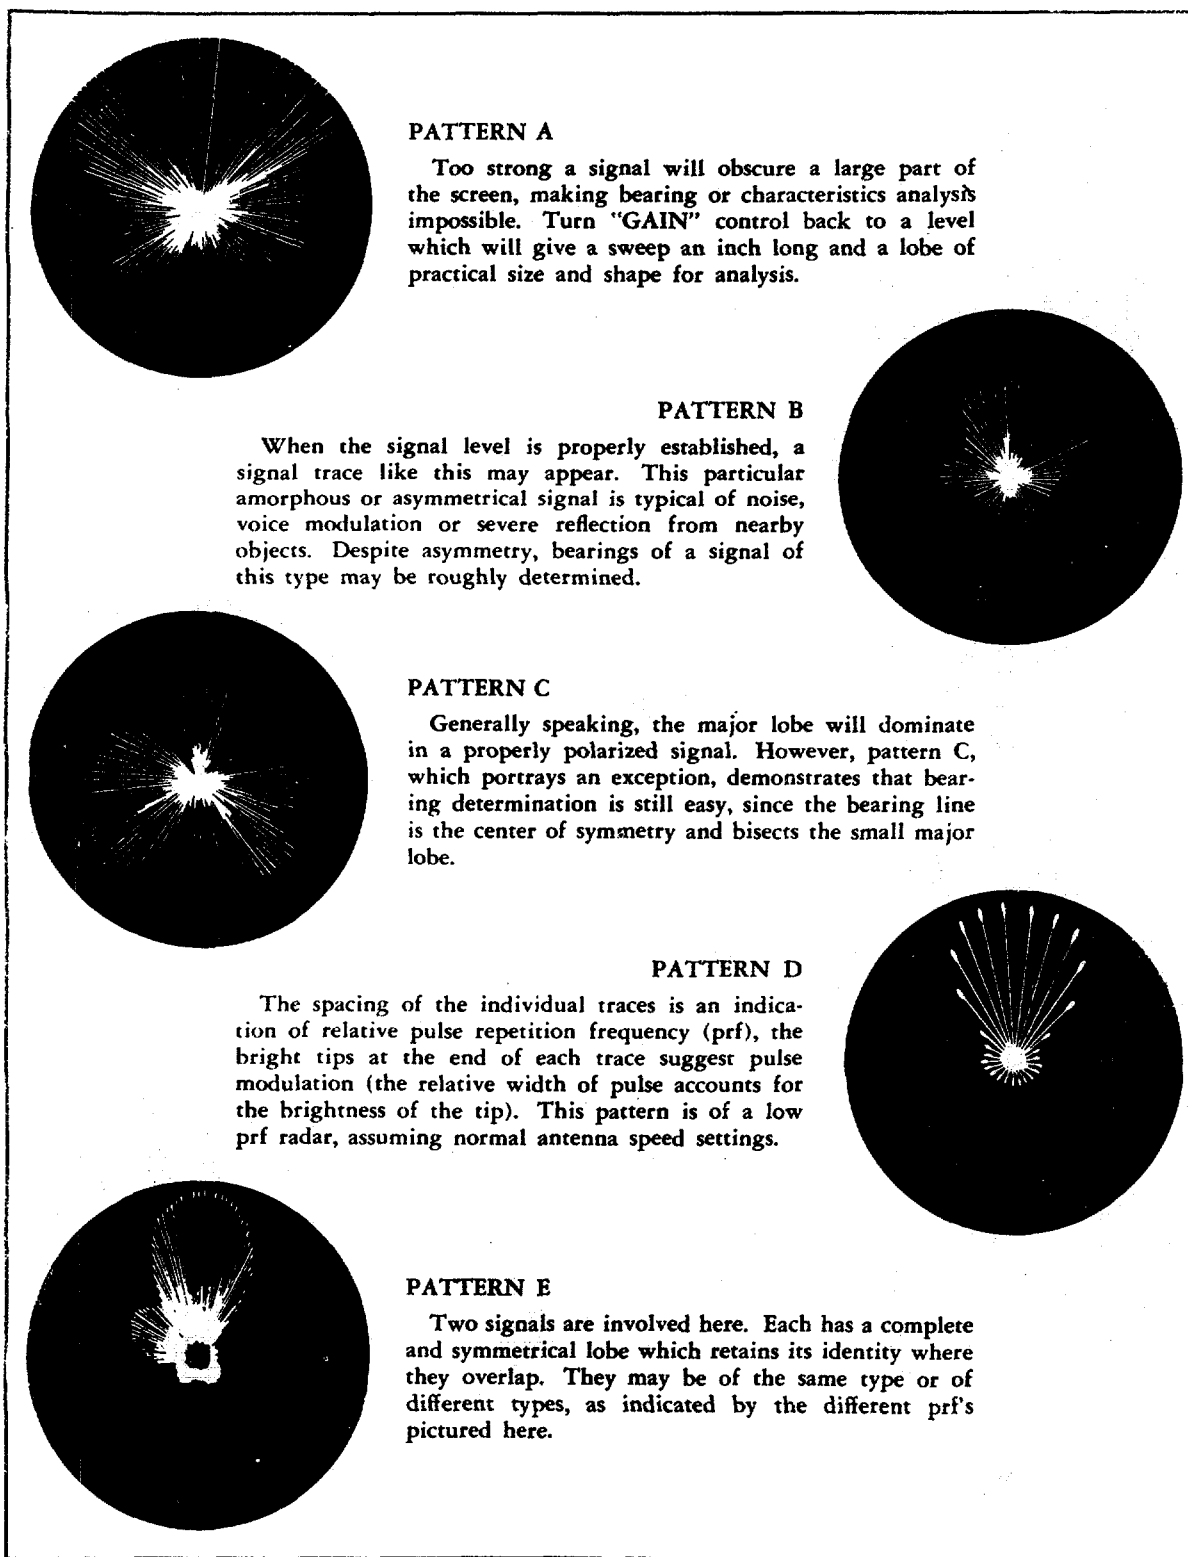 PATTERN A
Too strong a signal will obscure a large part of
the screen, making bearing or characteristics analysis
impossible. Turn "GAIN" control back to a level
which will give a sweep an inch long and a lobe of
practical size and shape for analysis.
PATTERN B
When the signal level is properly established, a
signal trace like this may appear. This particular
amorphous or asymmetrical signal is typical of noise,
voice modulation or severe reflection from nearby
objects. Despite asymmetry, bearings of a signal of
this type may be roughly determined.
PATTERN C
Generally speaking, the major lobe will dominate
in a properly polarized signal. However, pattern C,
which portrays an exception, demonstrates that bear-
ing determination is still easy, since the bearing line
is the center of symmetry and bisects the small major
lobe.
PATTERN D
The spacing of the individual traces is an indica-
tion of relative pulse repetition frequency (prf), the
bright tips at the end of each trace suggest pulse
modulation (the relative width of pulse accounts for
the brightness of the tip). This pattern is of a low
prf radar, assuming normal antenna speed settings.
PATTERN E
Two signals are involved here. Each has a complete
and symmetrical lobe which retains its identity where
they overlap. They may be of the same type or of
different types, as indicated by the different prf's
pictured here.